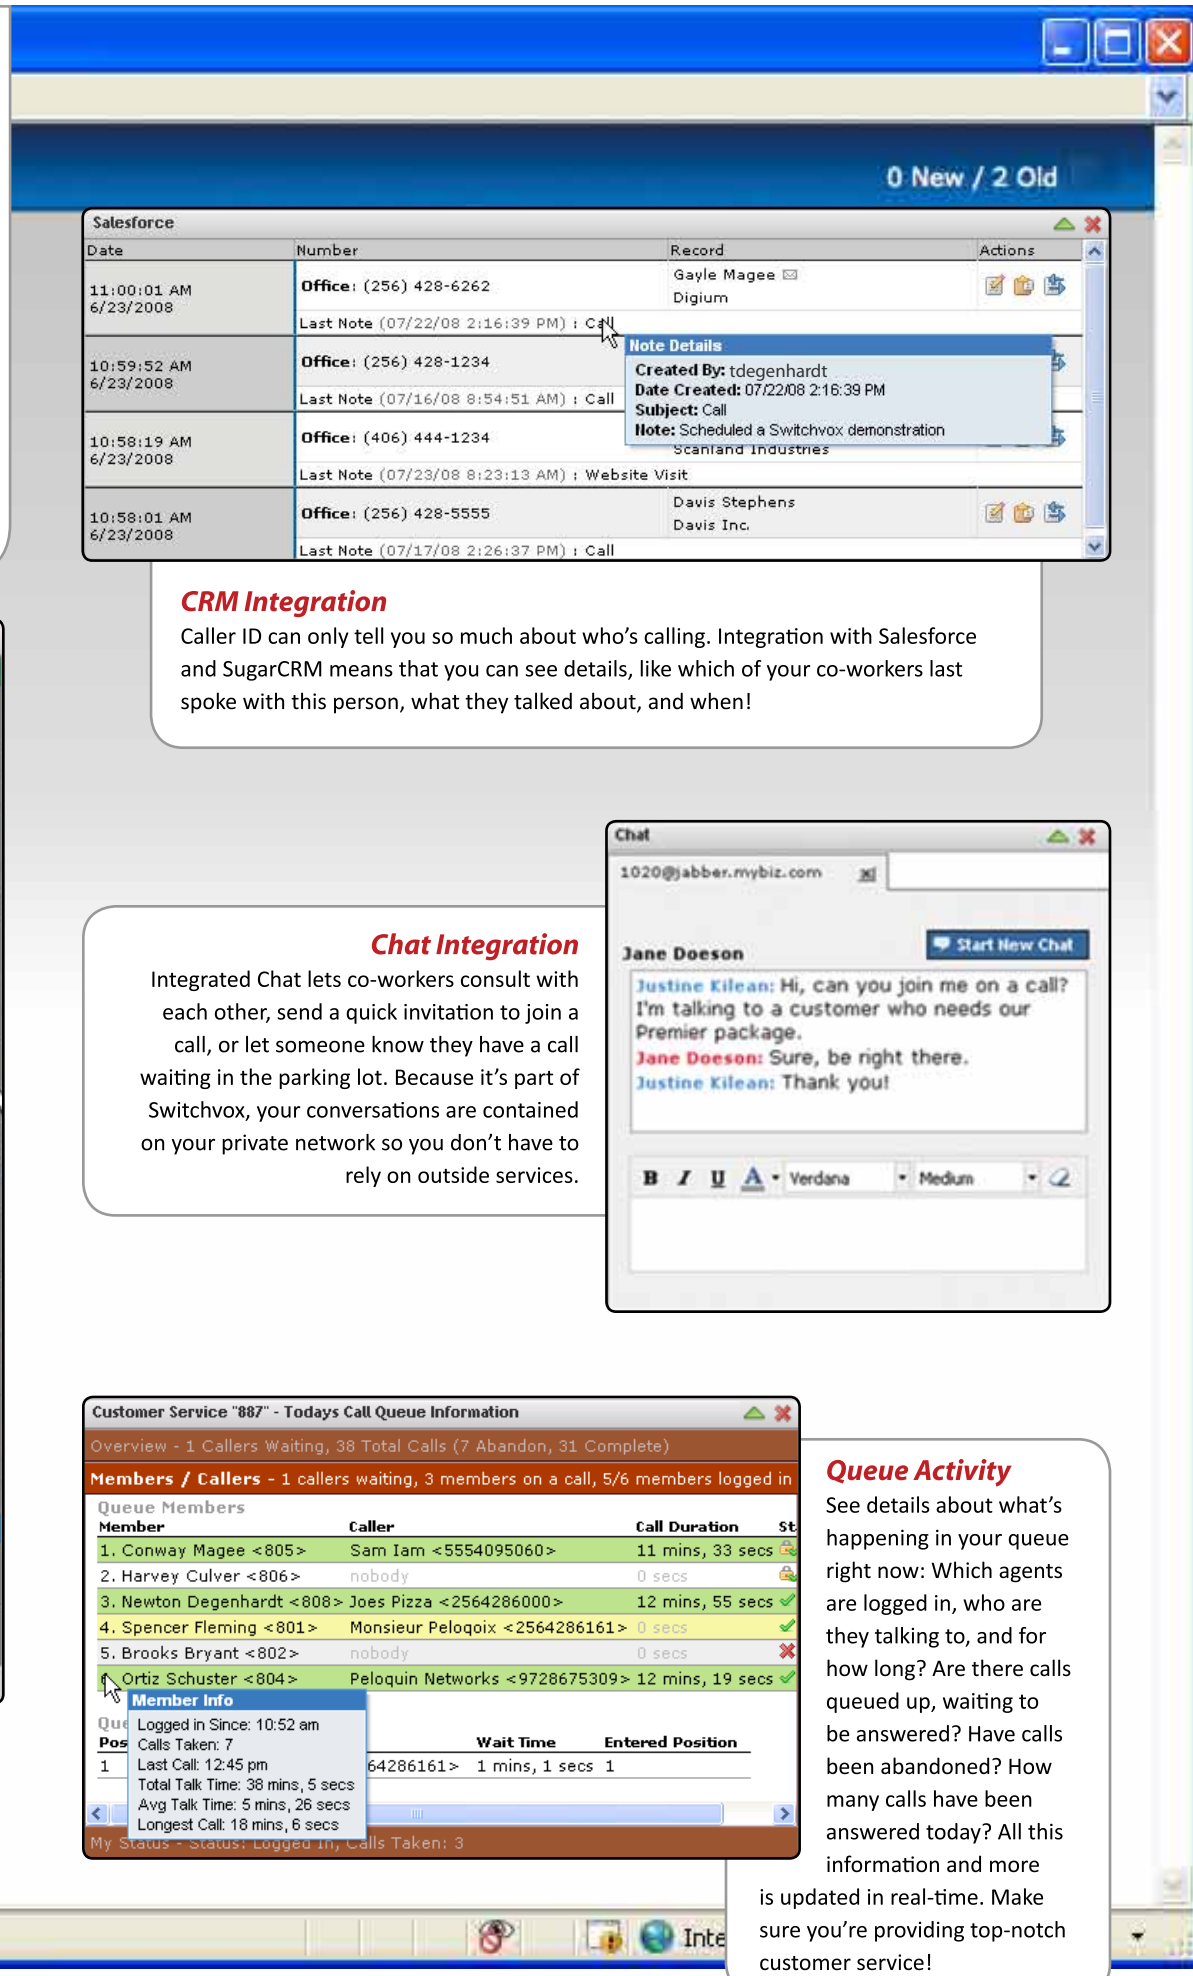 0 New / 2 Old
Salesforce
Date Number Record Actions
11:00:01 AM
6/23/2008
Office: (256) 428-6262
Gayle Magee
Digium
Last Note (07/22/08 2:16:39 PM) : Call
10:59:52 AM
6/23/2008
Office: (256) 428-1234
Last Note (07/16/08 8:54:51 AM) : Call
Note Details
Created By: tdegenhardt
Date Created: 07/22/08 2:16:39 PM
Subject: Call
Note: Scheduled a Switchvox demonstration
10:58:19 AM
6/23/2008
Office: (406) 444-1234
Scanland Industries
Last Note (07/23/08 8:23:13 AM) : Website Visit
10:58:01 AM
6/23/2008
Office: (256) 428-5555
Davis Stephens
Davis Inc.
Last Note (07/17/08 2:26:37 PM) : Call
CRM Integration
Caller ID can only tell you so much about who's calling. Integration with Salesforce
and SugarCRM means that you can see details, like which of your co-workers last
spoke with this person, what they talked about, and when!
Chat Integration
Integrated Chat lets co-workers consult with
each other, send a quick invitation to join a
call, or let someone know they have a call
waiting in the parking lot. Because it's part of
Switchvox, your conversations are contained
on your private network so you don't have to
rely on outside services.
Chat
1020@jabber.mybiz.com
Start New Chat
Jane Doeson
Justine Kilean: Hi, can you join me on a call?
I'm talking to a customer who needs our
Premier package.
Jane Doeson: Sure, be right there.
Justine Kilean: Thank you!
B I U A Verdana Medium
Customer Service "887" - Todays Call Queue Information
Overview - 1 Callers Waiting, 38 Total Calls (7 Abandon, 31 Complete)
Members / Callers - 1 callers waiting, 3 members on a call, 5/6 members logged in
Queue Members
Member Caller Call Duration St
1. Conway Magee <805> Sam Iam <5554095060> 11 mins, 33 secs
2. Harvey Culver <806> nobody 0 secs
3. Newton Degenhardt <808> Joes Pizza <2564286000> 12 mins, 55 secs
4. Spencer Fleming <801> Monsieur Peloqoix <2564286161> 0 secs
5. Brooks Bryant <802> nobody 0 secs
6. Ortiz Schuster <804> Peloquin Networks <9728675309> 12 mins, 19 secs
Member Info
Logged in Since: 10:52 am
Calls Taken: 7
Last Call: 12:45 pm
Total Talk Time: 38 mins, 5 secs
Avg Talk Time: 5 mins, 26 secs
Longest Call: 18 mins, 6 secs
Que
Pos Wait Time Entered Position
1 64286161> 1 mins, 1 secs 1
My Status - Status: Logged In, Calls Taken: 3
Queue Activity
See details about what's
happening in your queue
right now: Which agents
are logged in, who are
they talking to, and for
how long? Are there calls
queued up, waiting to
be answered? Have calls
been abandoned? How
many calls have been
answered today? All this
information and more
is updated in real-time. Make
sure you're providing top-notch
customer service!
Inte